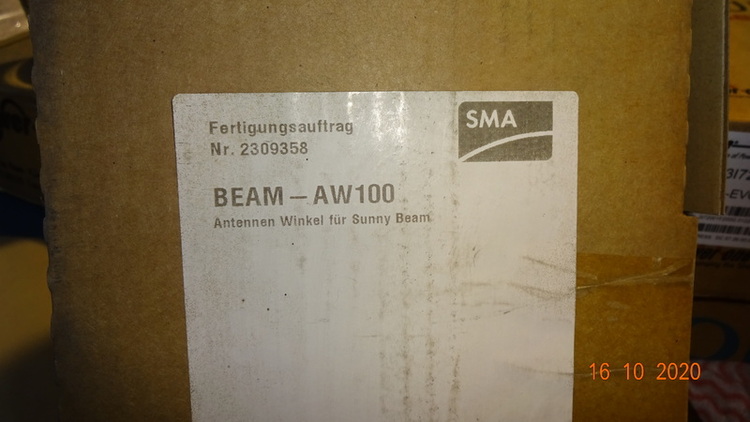 Fertigungsauftrag
Nr. 2309358
SMA
BEAM – AW100
Antennen Winkel für Sunny Beam
16 10 2020